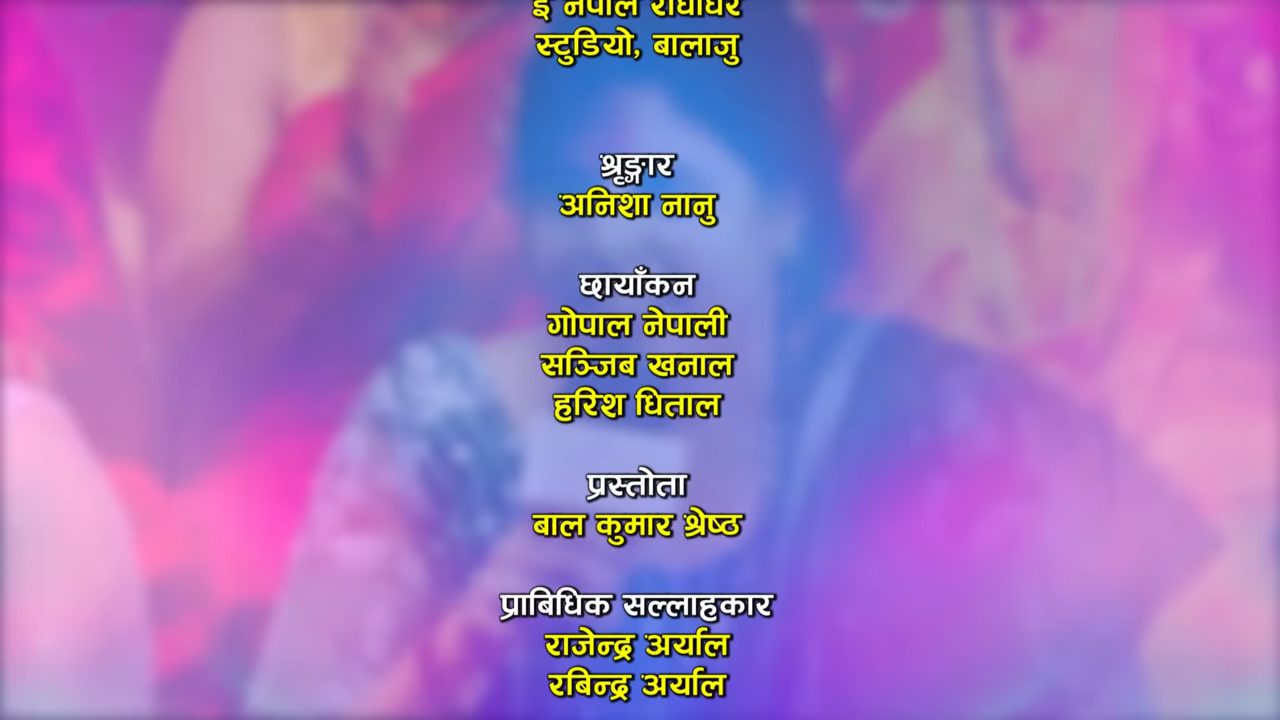 स्टुडियो, बालाजु
श्रृङ्गार
अनिशा नानु
छायाँकन
गोपाल नेपाली
सञ्जिब खनाल
हरिश धिताल
प्रस्तोता
बाल कुमार श्रेष्ठ
प्राबिधिक सल्लाहकार
राजेन्द्र अर्याल
रबिन्द्र अर्याल